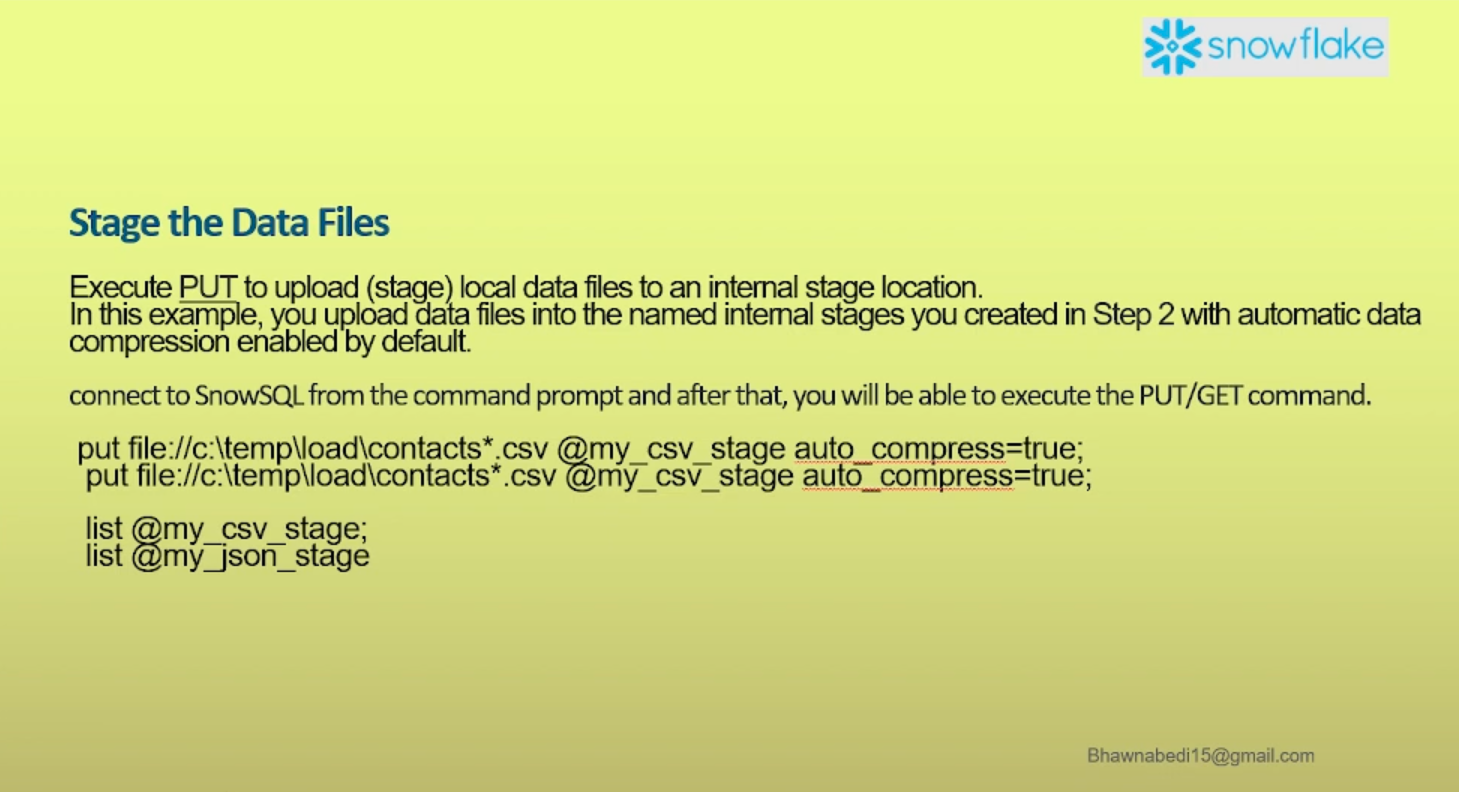 snowflake
Stage the Data Files
Execute PUT to upload (stage) local data files to an internal stage location.
In this example, you upload data files into the named internal stages you created in Step 2 with automatic data
compression enabled by default.
connect to SnowSQL from the command prompt and after that, you will be able to execute the PUT/GET command.
put file://c:\temp\load\contacts*.csv @my_csv_stage auto_compress=true;
put file://c:\temp\load\contacts*.csv @my_csv_stage auto_compress=true;
list @my_csv_stage;
list @my_json_stage
Bhawnabedi15@gmail.com